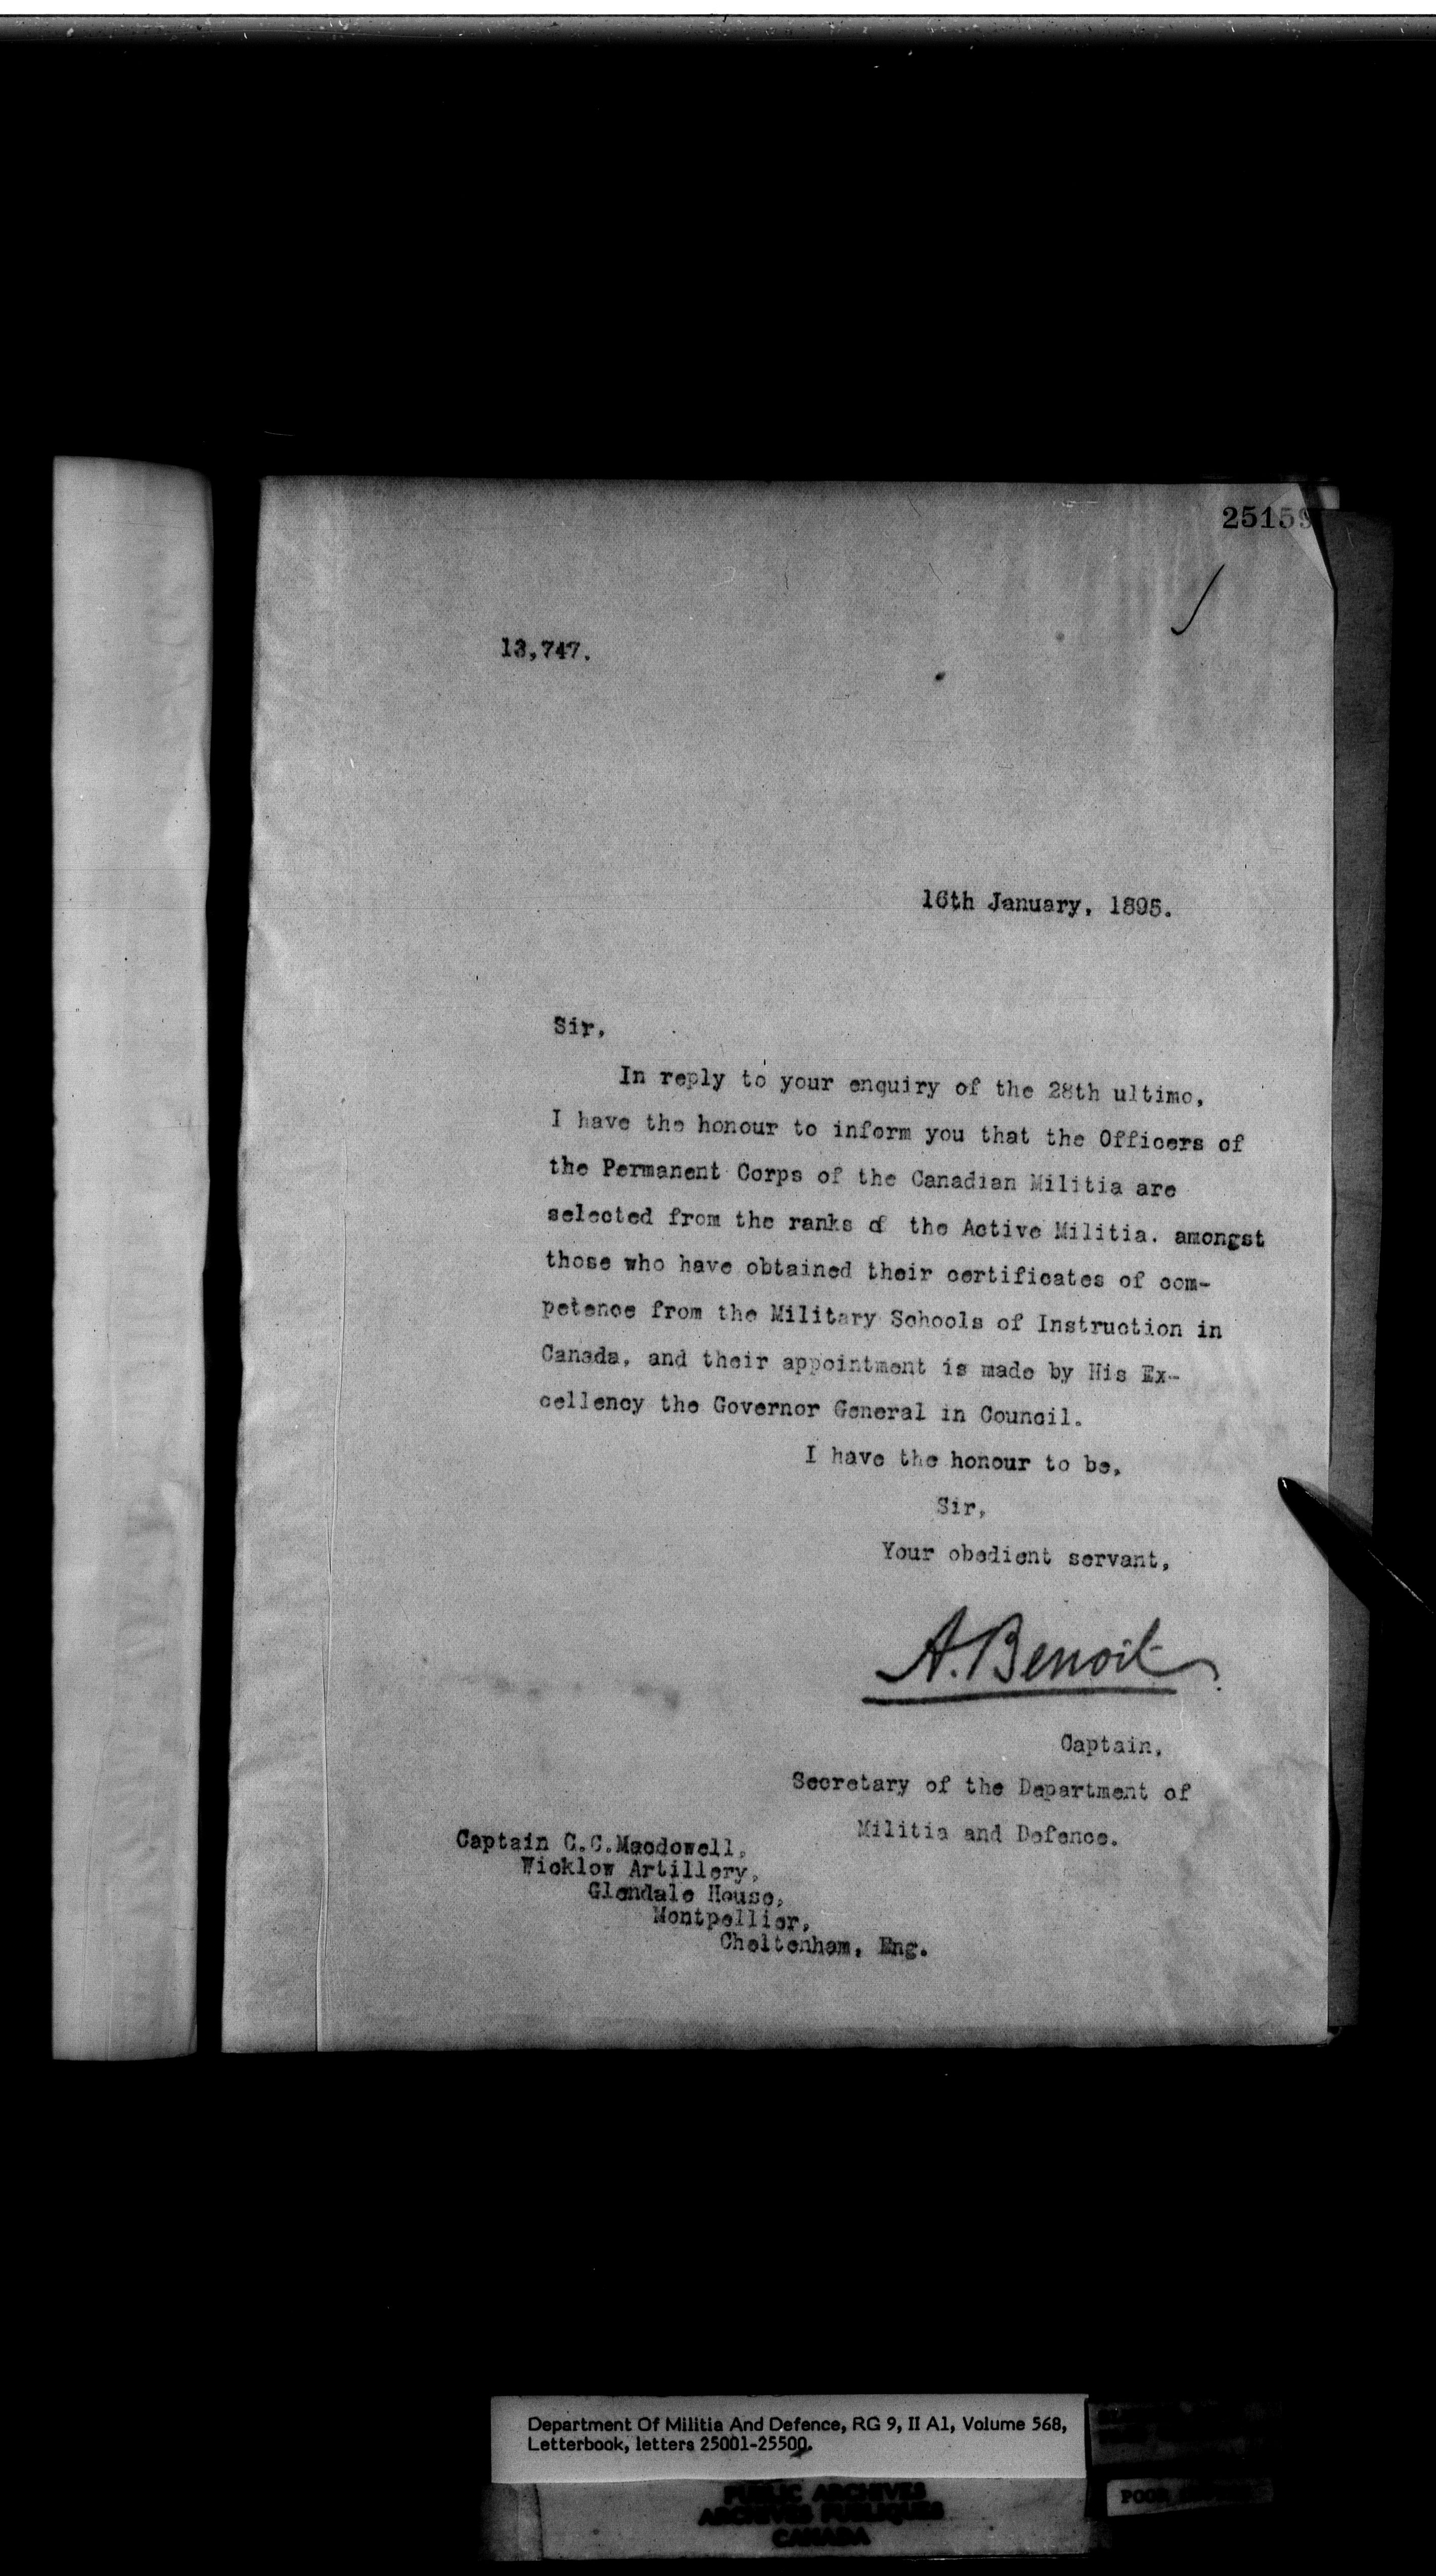 25159
13,747.
16th January, 1895.
Sir,
In reply to your enquiry of the 28th ultimo,
I have the honour to inform you that the Officers of
the Permanent Corps of the Canadian Militia are
selected from the ranks of the Active Militia. amongst
those who have obtained their certificates of com-
petence from the Military Schools of Instruction in
Canada, and their appointment is made by His Ex-
cellency the Governor General in Council.
I have the honour to be,
Sir,
Your obedient servant,
A. Benoit
Captain,
Secretary of the Department of
Militia and Defence.
Captain C.C.Macdowell,
Wicklow Artillery,
Glendale House,
Montpellier,
Cheltenham, Eng.
Department Of Militia And Defence, RG 9, II A1, Volume 568,
Letterbook, letters 25001-25500.
PUBLIC ARCHIVES
ARCHIVES PUBLIQUES
CANADA